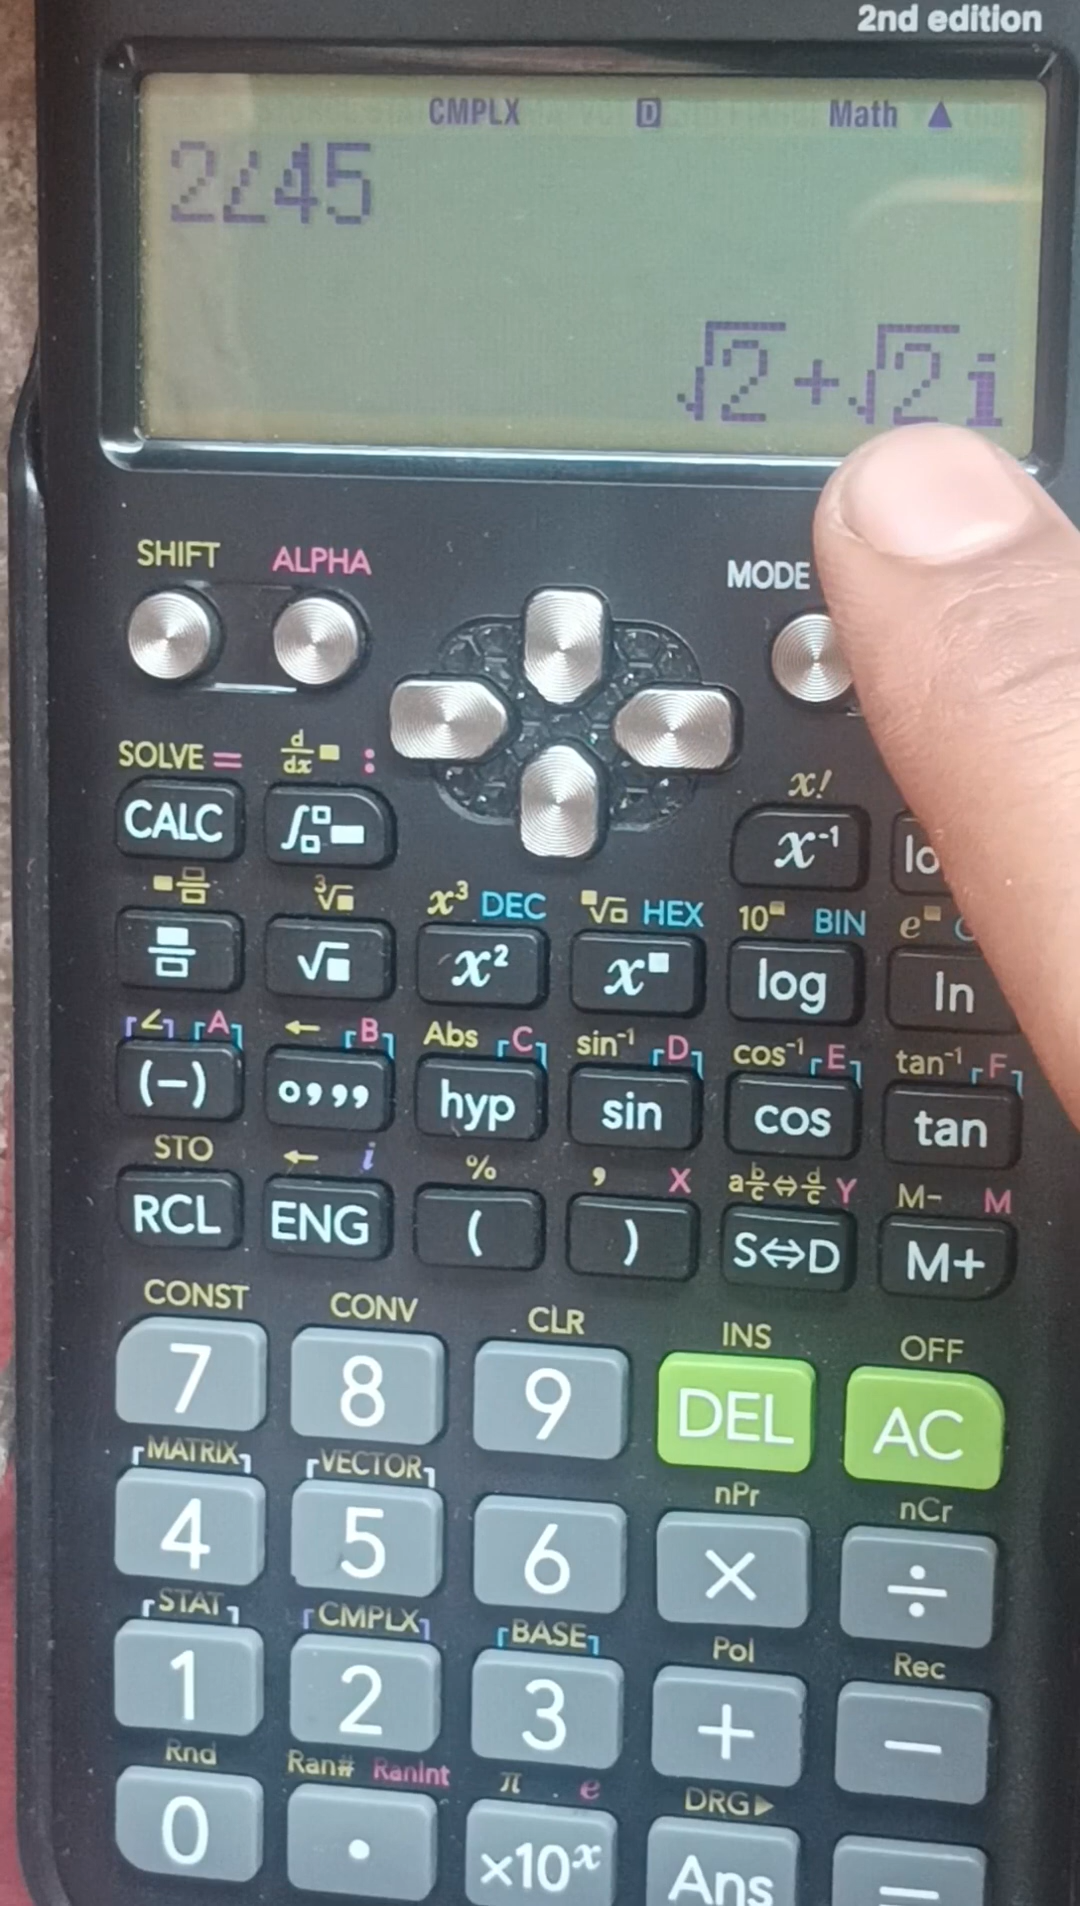 2nd edition
CMPLX D Math ▲
2∠45
√2+√2i
SHIFT ALPHA
MODE
SOLVE = d/dx■ :
x!
CALC ∫ x⁻¹ lo
³√■ x³ DEC ■√□ HEX 10■ BIN e■
√■ x² x■ log ln
∠ A ← B Abs C sin⁻¹ D cos⁻¹ E tan⁻¹ F
(−) °,,, hyp sin cos tan
STO ← i % , X a b/c⇔d/c Y M− M
RCL ENG ( ) S⇔D M+
CONST CONV CLR INS OFF
7 8 9 DEL AC
MATRIX VECTOR nPr nCr
4 5 6 × ÷
STAT CMPLX BASE Pol Rec
1 2 3 + −
Rnd Ran# RanInt π e DRG▶
0 . ×10ˣ Ans =